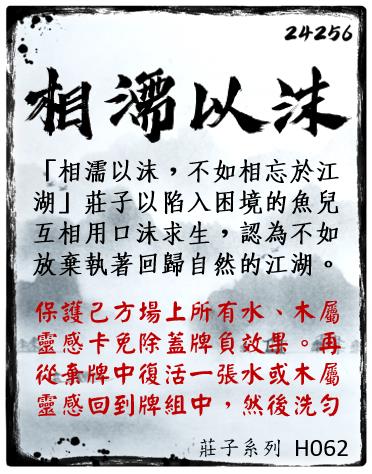 24256
相濡以沫
「相濡以沫，不如相忘於江
湖」莊子以陷入困境的魚兒
互相用口沫求生，認為不如
放棄執著回歸自然的江湖。
保護己方場上所有水、木屬
靈感卡免除蓋牌負效果。再
從棄牌中復活一張水或木屬
靈感回到牌組中，然後洗勻
莊子系列 H062